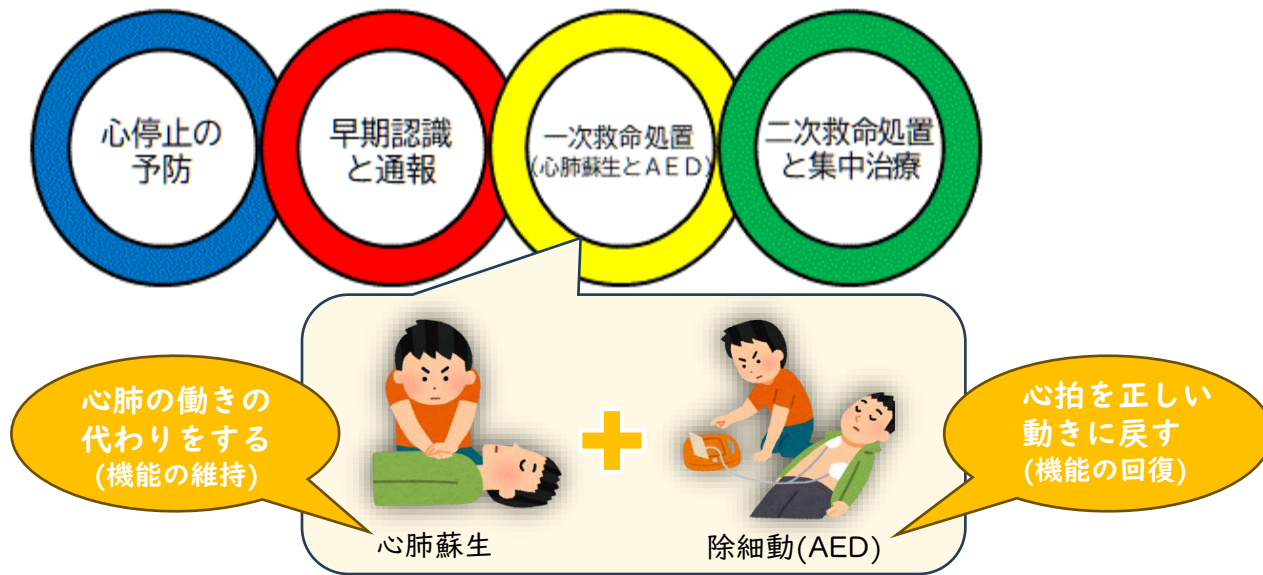 心停止の
予防
早期認識
と通報
一次救命処置
(心肺蘇生とＡＥＤ)
二次救命処置
と集中治療
心肺の働きの
代わりをする
(機能の維持)
心拍を正しい
動きに戻す
(機能の回復)
心肺蘇生
除細動(AED)